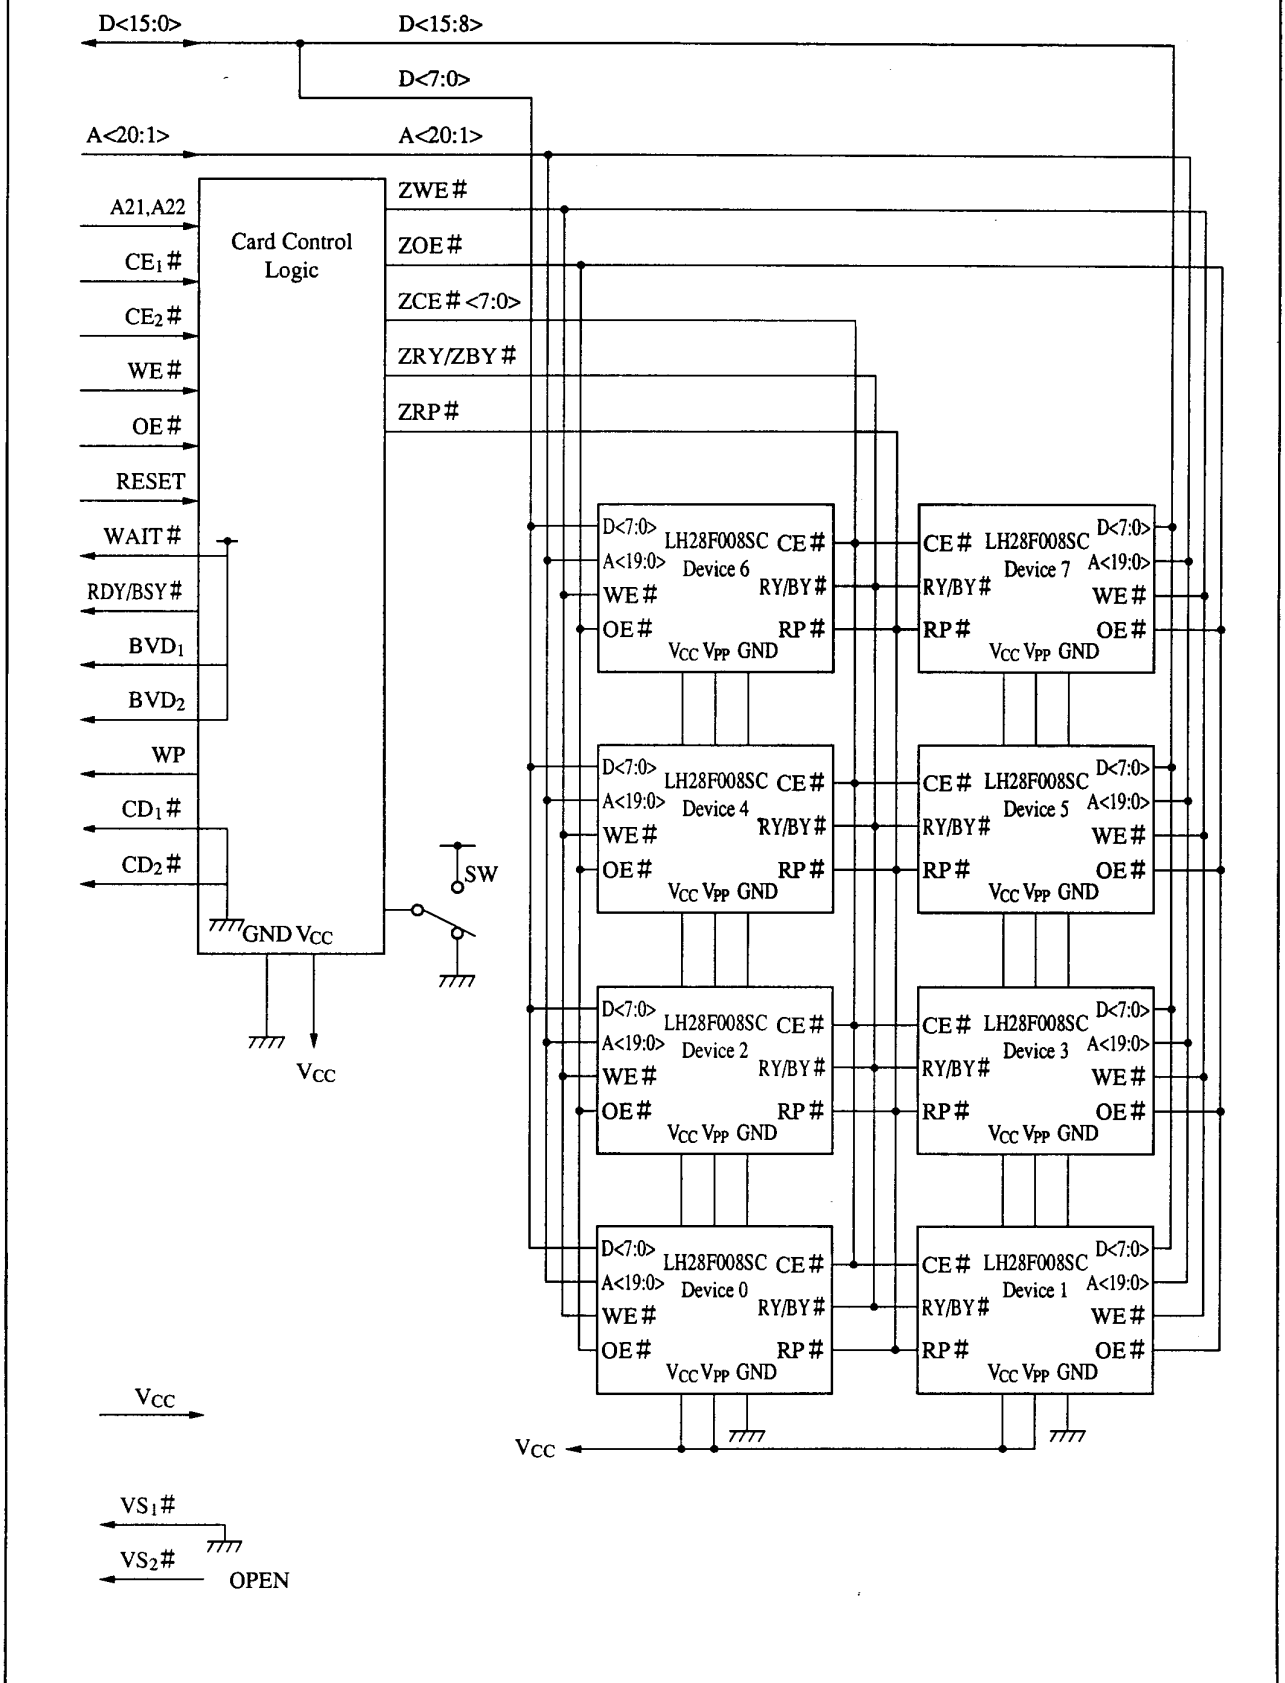 D<15:0>
D<15:8>
D<7:0>
A<20:1>
A<20:1>
ZWE#
ZOE#
ZCE#<7:0>
ZRY/ZBY#
ZRP#
A21,A22
CE1#
CE2#
WE#
OE#
RESET
WAIT#
RDY/BSY#
BVD1
BVD2
WP
CD1#
CD2#
Card Control
Logic
GND VCC
VCC
SW
D<7:0>
LH28F008SC
CE#
A<19:0>
Device 6
WE#
RY/BY#
OE#
RP#
VCC VPP GND
CE#
LH28F008SC
D<7:0>
Device 7
A<19:0>
RY/BY#
WE#
RP#
OE#
VCC VPP GND
D<7:0>
LH28F008SC
CE#
A<19:0>
Device 4
WE#
RY/BY#
OE#
RP#
VCC VPP GND
CE#
LH28F008SC
D<7:0>
Device 5
A<19:0>
RY/BY#
WE#
RP#
OE#
VCC VPP GND
D<7:0>
LH28F008SC
CE#
A<19:0>
Device 2
WE#
RY/BY#
OE#
RP#
VCC VPP GND
CE#
LH28F008SC
D<7:0>
Device 3
A<19:0>
RY/BY#
WE#
RP#
OE#
VCC VPP GND
D<7:0>
LH28F008SC
CE#
A<19:0>
Device 0
WE#
RY/BY#
OE#
RP#
VCC VPP GND
CE#
LH28F008SC
D<7:0>
Device 1
A<19:0>
RY/BY#
WE#
RP#
OE#
VCC VPP GND
VCC
VCC
VS1#
VS2#
OPEN